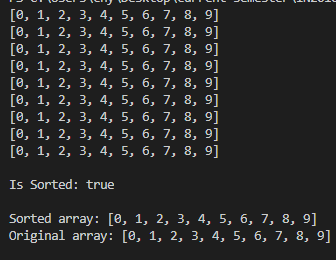 [0, 1, 2, 3, 4, 5, 6, 7, 8, 9]
[0, 1, 2, 3, 4, 5, 6, 7, 8, 9]
[0, 1, 2, 3, 4, 5, 6, 7, 8, 9]
[0, 1, 2, 3, 4, 5, 6, 7, 8, 9]
[0, 1, 2, 3, 4, 5, 6, 7, 8, 9]
[0, 1, 2, 3, 4, 5, 6, 7, 8, 9]
[0, 1, 2, 3, 4, 5, 6, 7, 8, 9]
[0, 1, 2, 3, 4, 5, 6, 7, 8, 9]
[0, 1, 2, 3, 4, 5, 6, 7, 8, 9]
Is Sorted: true
Sorted array: [0, 1, 2, 3, 4, 5, 6, 7, 8, 9]
Original array: [0, 1, 2, 3, 4, 5, 6, 7, 8, 9]